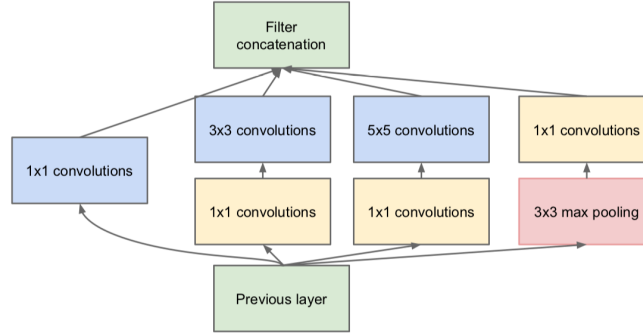 Filter
concatenation
3x3 convolutions
5x5 convolutions
1x1 convolutions
1x1 convolutions
1x1 convolutions
1x1 convolutions
3x3 max pooling
Previous layer